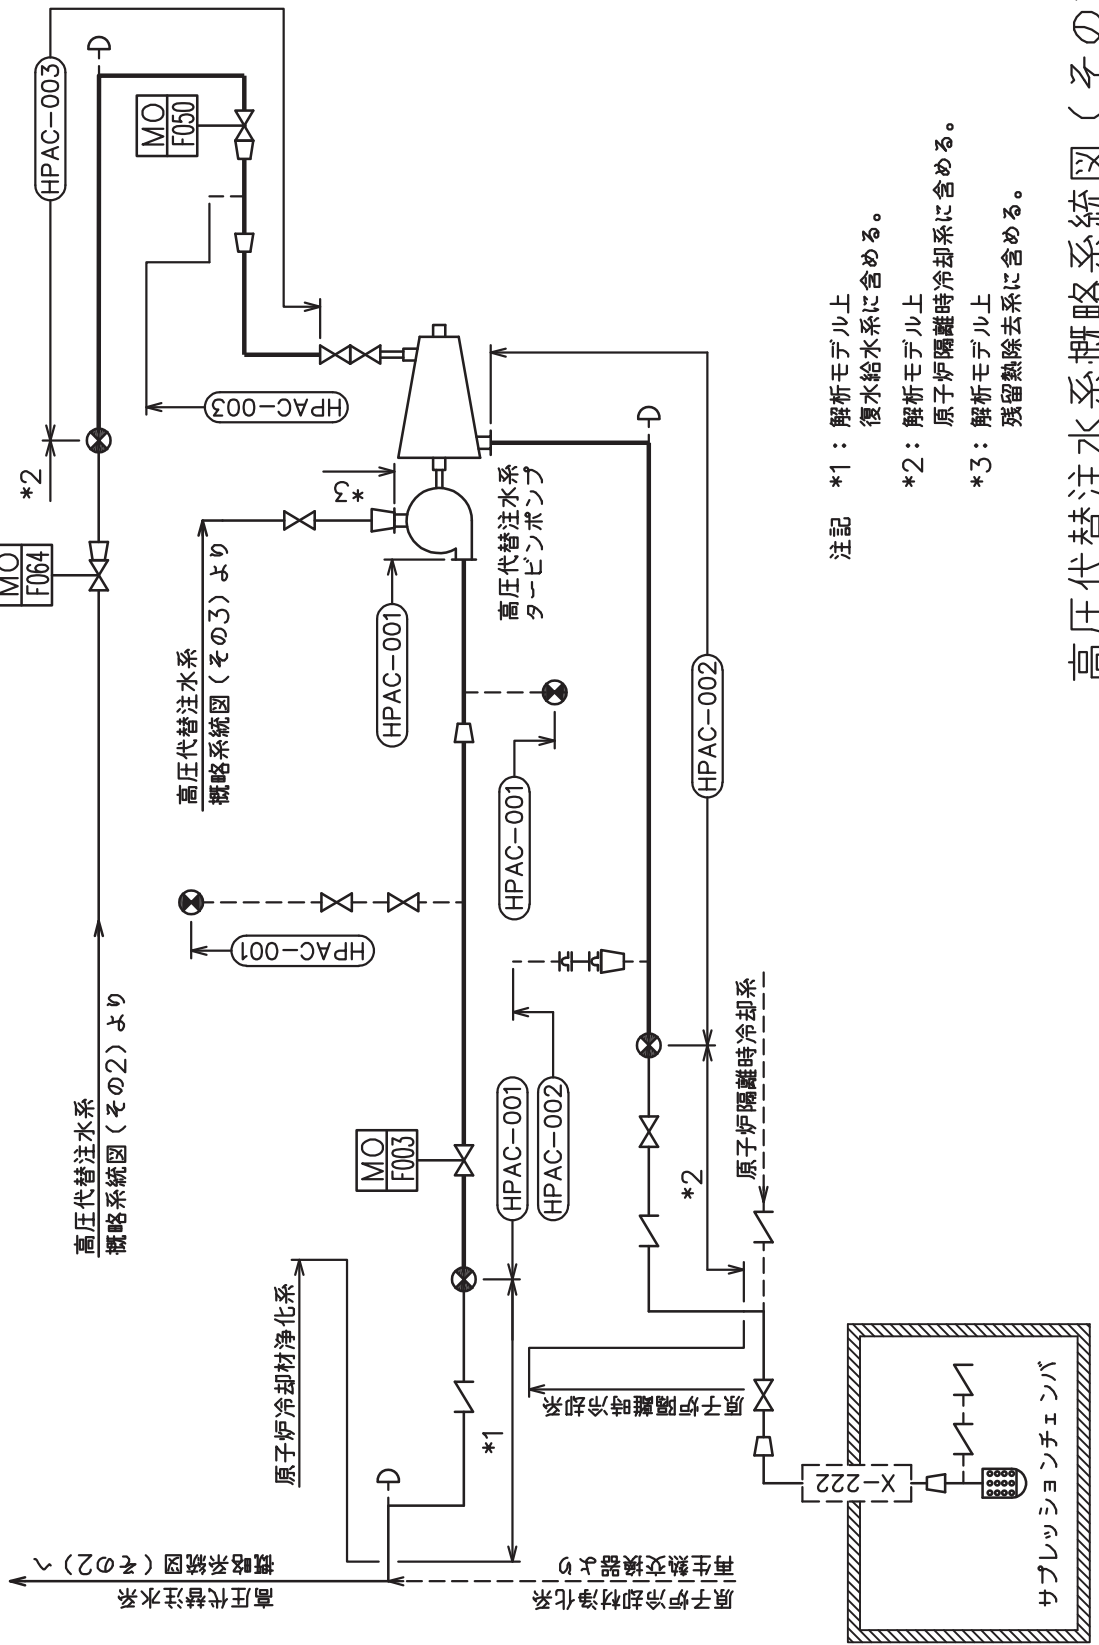 高圧代替注水系
概略系統図（その2）へ
原子炉冷却材浄化系
再生熱交換器より
原子炉冷却材浄化系
*1
高圧代替注水系
概略系統図（その2）より
MO
F003
HPAC-001
HPAC-001
HPAC-002
原子炉隔離時冷却系
原子炉隔離時冷却系
*2
X-222
サプレッションチェンバ
高圧代替注水系
概略系統図（その3）より
HPAC-001
HPAC-001
HPAC-002
高圧代替注水系
タービンポンプ
*3
MO
F064
*2
HPAC-003
HPAC-003
MO
F050
注記 *1：解析モデル上
復水給水系に含める。
*2：解析モデル上
原子炉隔離時冷却系に含める。
*3：解析モデル上
残留熱除去系に含める。
高圧代替注水系概略系統図（その